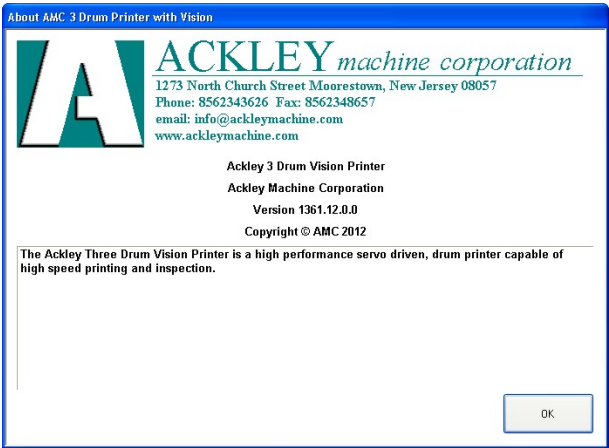 About AMC 3 Drum Printer with Vision
A
ACKLEY machine corporation
1273 North Church Street Moorestown, New Jersey 08057
Phone: 8562343626 Fax: 8562348657
email: info@ackleymachine.com
www.ackleymachine.com
Ackley 3 Drum Vision Printer
Ackley Machine Corporation
Version 1361.12.0.0
Copyright © AMC 2012
The Ackley Three Drum Vision Printer is a high performance servo driven, drum printer capable of
high speed printing and inspection.
OK